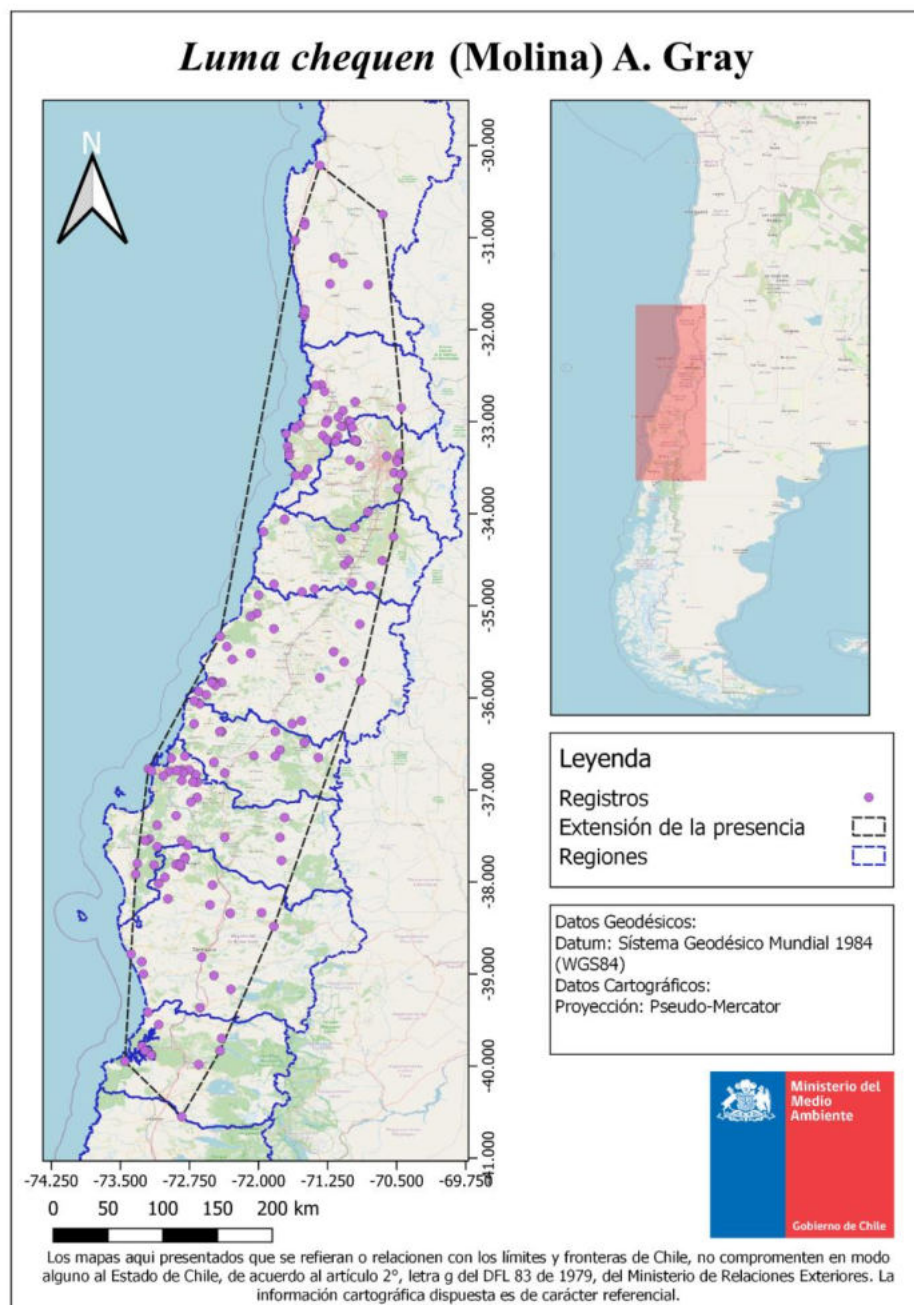 Luma chequen (Molina) A. Gray
N
-30.000
-31.000
-32.000
-33.000
-34.000
-35.000
-36.000
-37.000
-38.000
-39.000
-40.000
-41.000
-74.250 -73.500 -72.750 -72.000 -71.250 -70.500 -69.750
0 50 100 150 200 km
Leyenda
Registros
Extensión de la presencia
Regiones
Datos Geodésicos:
Datum: Sístema Geodésico Mundial 1984
(WGS84)
Datos Cartográficos:
Proyección: Pseudo-Mercator
Ministerio del
Medio
Ambiente
Gobierno de Chile
Los mapas aqui presentados que se refieran o relacionen con los límites y fronteras de Chile, no compromenten en modo
alguno al Estado de Chile, de acuerdo al artículo 2°, letra g del DFL 83 de 1979, del Ministerio de Relaciones Exteriores. La
información cartográfica dispuesta es de carácter referencial.